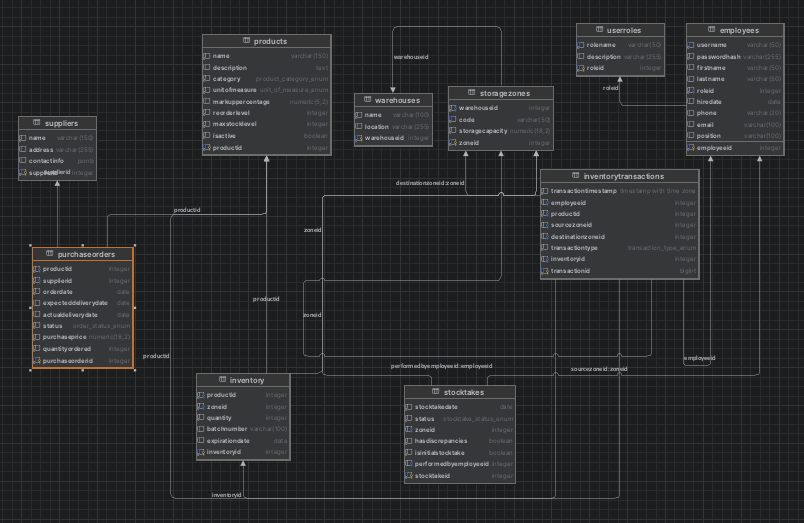 products
name varchar(150)
description text
category product_category_enum
unitofmeasure unit_of_measure_enum
markuppercentage numeric(5,2)
reorderlevel integer
maxstocklevel integer
isactive boolean
productid integer
userroles
rolename varchar(50)
description varchar(255)
roleid integer
employees
username varchar(50)
passwordhash varchar(255)
firstname varchar(50)
lastname varchar(50)
roleid integer
hiredate date
phone varchar(20)
email varchar(100)
position varchar(100)
employeeid integer
warehouseid
roleid
warehouses
name varchar(100)
location varchar(255)
warehouseid integer
storagezones
warehouseid integer
code varchar(50)
storagecapacity numeric(18,2)
zoneid integer
suppliers
name varchar(150)
address varchar(255)
contactinfo jsonb
supplierid integer
destinationzoneid:zoneid
inventorytransactions
transactiontimestamp timestamp with time zone
employeeid integer
productid integer
sourcezoneid integer
destinationzoneid integer
transactiontype transaction_type_enum
inventoryid integer
transactionid bigint
productid
zoneid
purchaseorders
productid integer
supplierid integer
orderdate date
expecteddeliverydate date
actualdeliverydate date
status order_status_enum
purchaseprice numeric(18,2)
quantityordered integer
purchaseorderid integer
productid
zoneid
productid
employeeid
performedbyemployeeid:employeeid
sourcezoneid:zoneid
inventory
productid integer
zoneid integer
quantity integer
batchnumber varchar(100)
expirationdate date
inventoryid integer
stocktakes
stocktakedate date
status stocktake_status_enum
zoneid integer
hasdiscrepancies boolean
isinitialstocktake boolean
performedbyemployeeid integer
stocktakeid integer
inventoryid